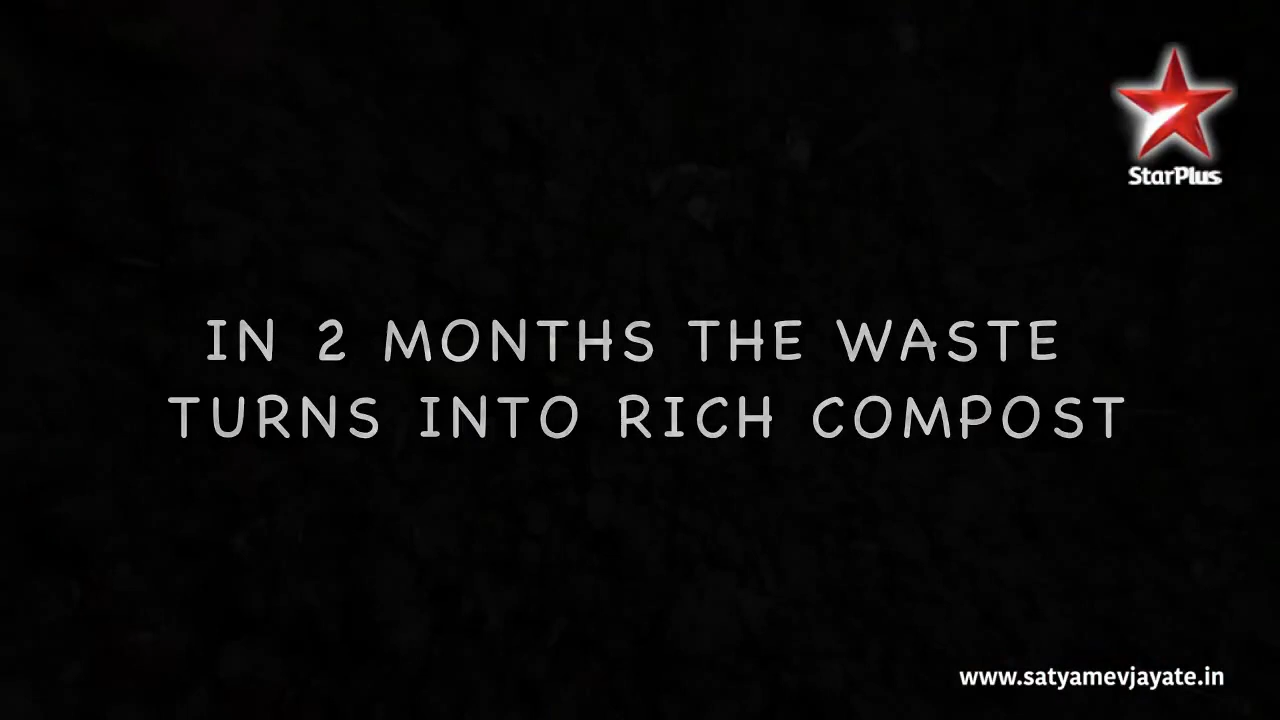 StarPlus
IN 2 MONTHS THE WASTE
TURNS INTO RICH COMPOST
www.satyamevjayate.in